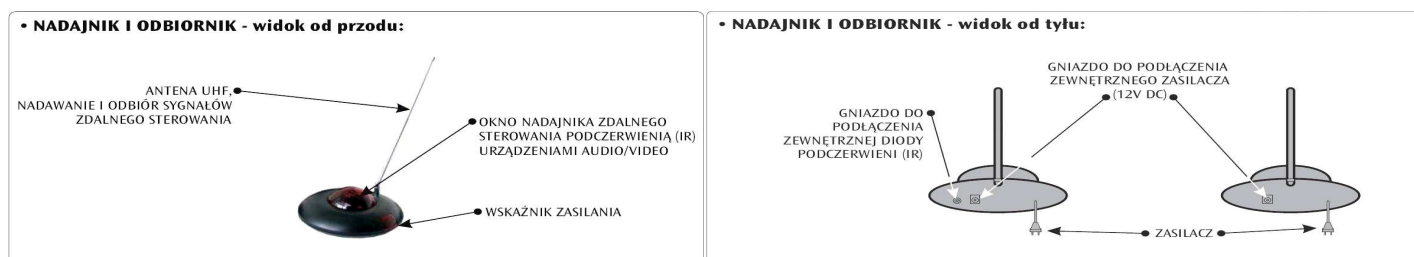 • NADAJNIK I ODBIORNIK - widok od przodu:
ANTENA UHF,
NADAWANIE I ODBIÓR SYGNAŁÓW
ZDALNEGO STEROWANIA
OKNO NADAJNIKA ZDALNEGO
STEROWANIA PODCZERWIENIĄ (IR)
URZĄDZENIAMI AUDIO/VIDEO
WSKAŹNIK ZASILANIA
• NADAJNIK I ODBIORNIK - widok od tyłu:
GNIAZDO DO PODŁĄCZENIA
ZEWNĘTRZNEGO ZASILACZA
(12V DC)
GNIAZDO DO
PODŁĄCZENIA
ZEWNĘTRZNEJ DIODY
PODCZERWIENI (IR)
ZASILACZ